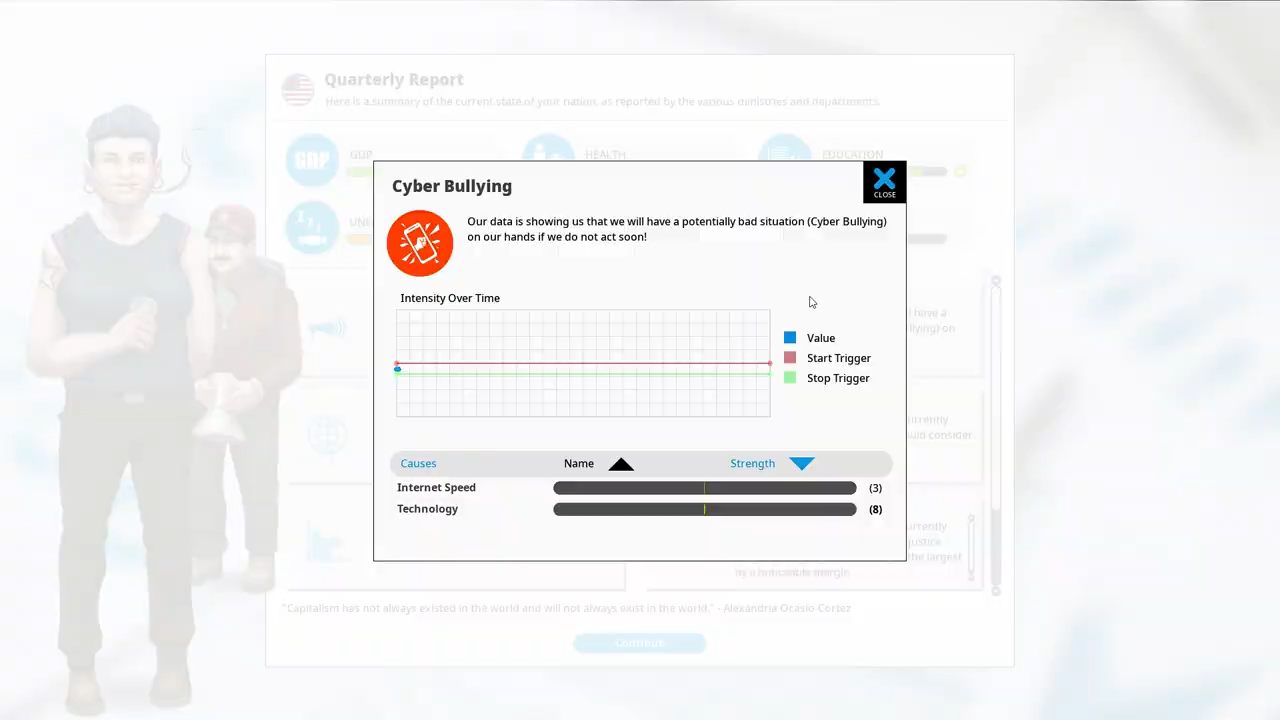 Quarterly Report
Here is a summary of the current state of your nation, as reported by the various ministries and departments.
GDP
GDP
HEALTH
EDUCATION
Cyber Bullying
CLOSE
Our data is showing us that we will have a potentially bad situation (Cyber Bullying)
on our hands if we do not act soon!
Intensity Over Time
Value
Start Trigger
Stop Trigger
Causes
Name
Strength
Internet Speed
(3)
Technology
(8)
by a noticeable margin
"Capitalism has not always existed in the world and will not always exist in the world." - Alexandria Ocasio-Cortez
Continue